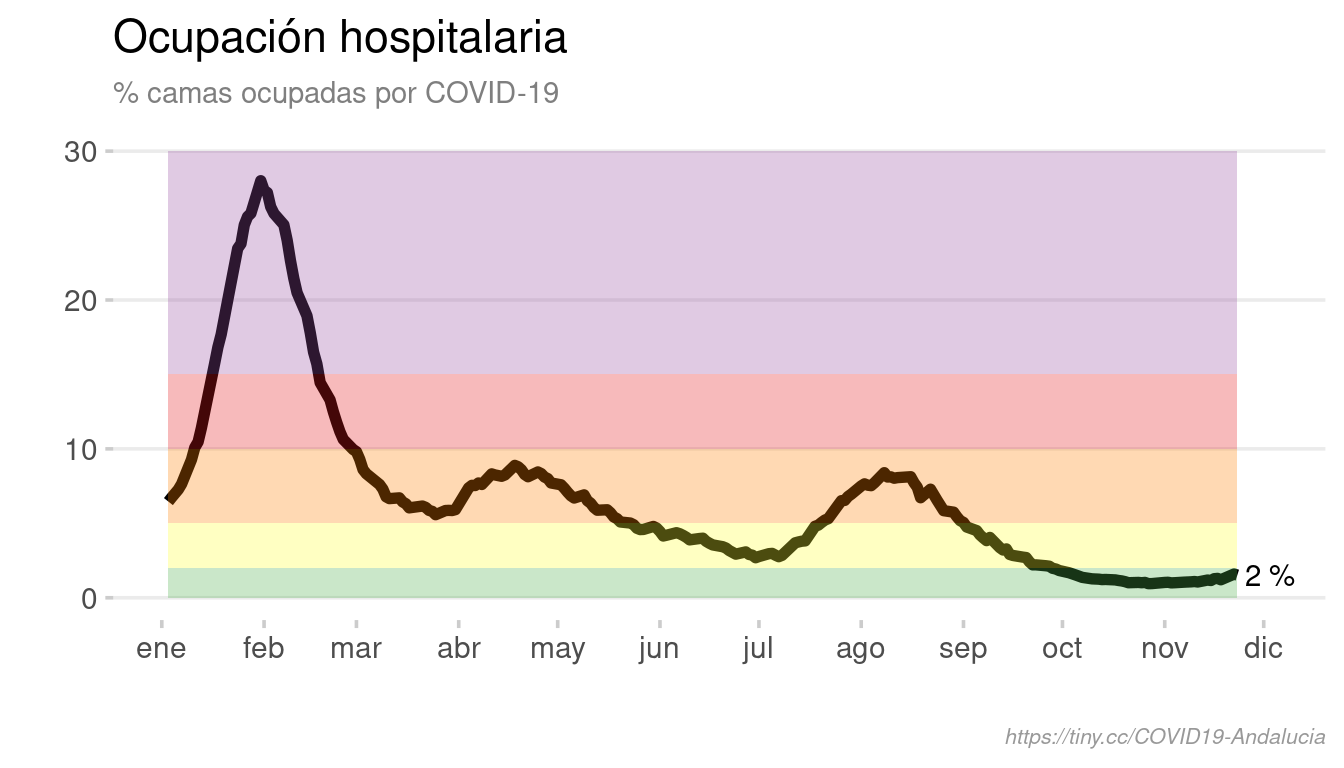 Ocupación hospitalaria
% camas ocupadas por COVID-19
30
20
10
0
2 %
ene feb mar abr may jun jul ago sep oct nov dic
https://tiny.cc/COVID19-Andalucia